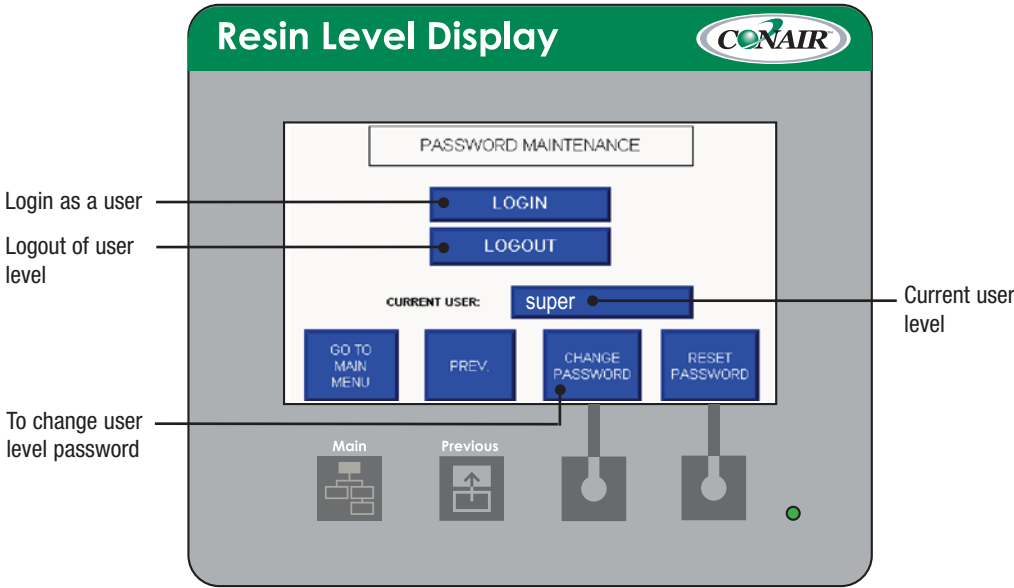 Resin Level Display
CONAIR
PASSWORD MAINTENANCE
Login as a user
LOGIN
Logout of user
level
LOGOUT
CURRENT USER:
super
Current user
level
GO TO
MAIN
MENU
PREV.
CHANGE
PASSWORD
RESET
PASSWORD
To change user
level password
Main
Previous